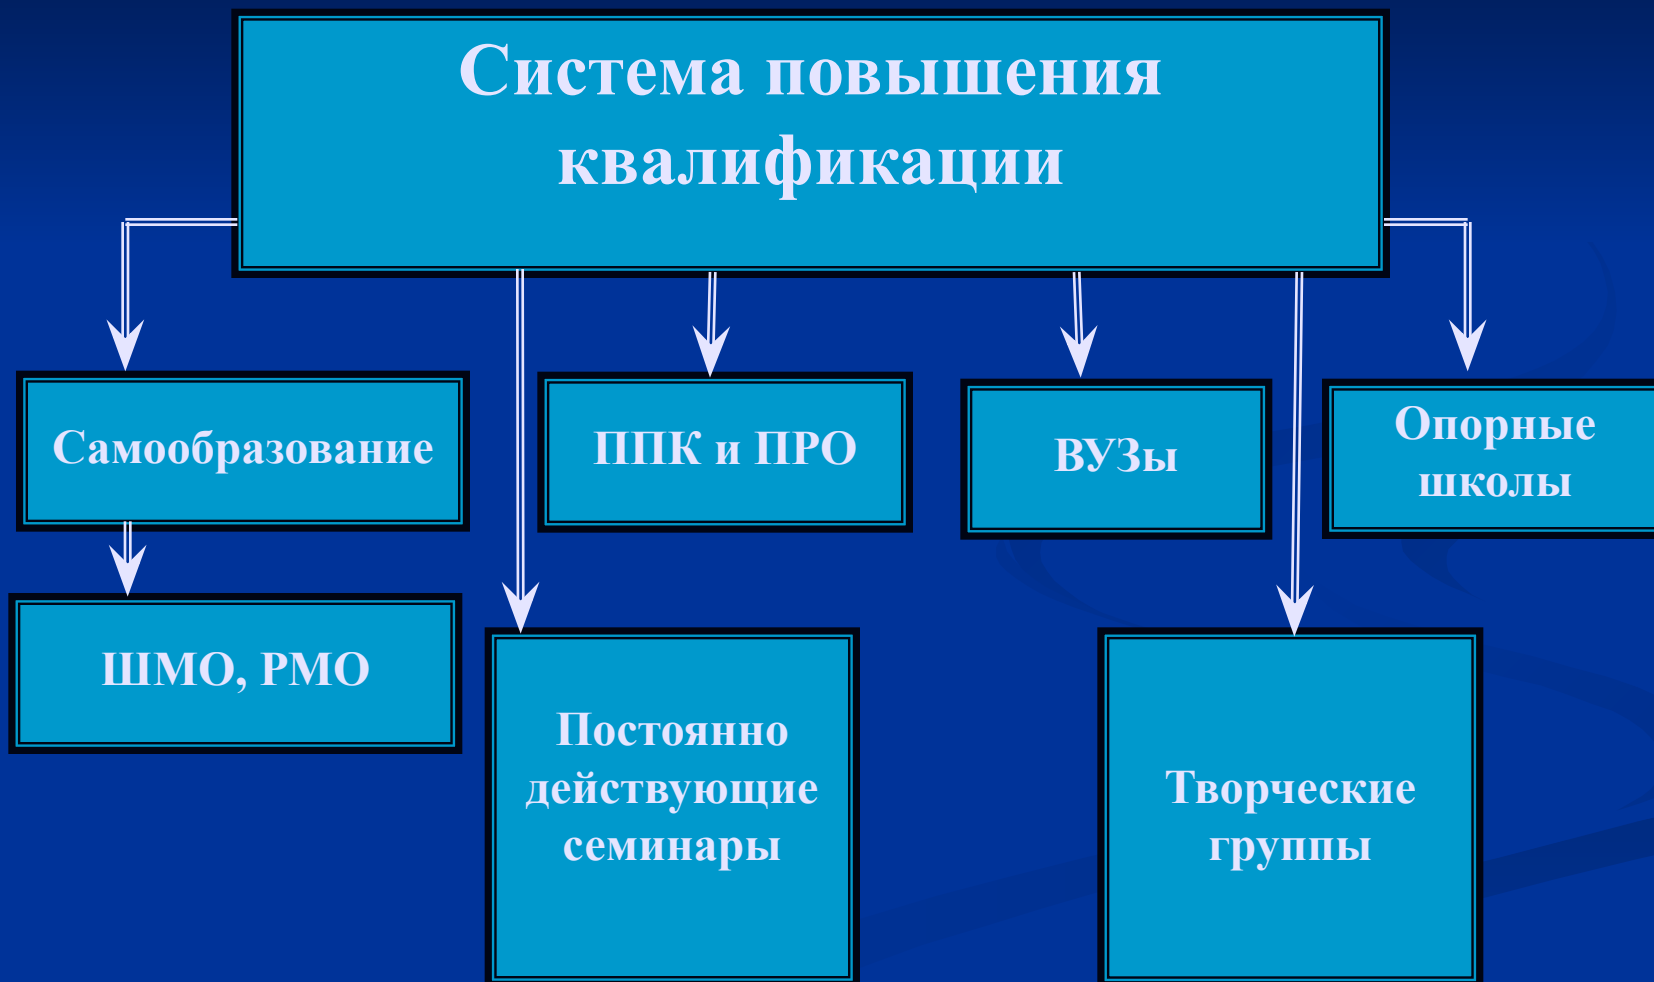 Система повышения
квалификации
Самообразование
ППК и ПРО
ВУЗы
Опорные
школы
ШМО, РМО
Постоянно
действующие
семинары
Творческие
группы